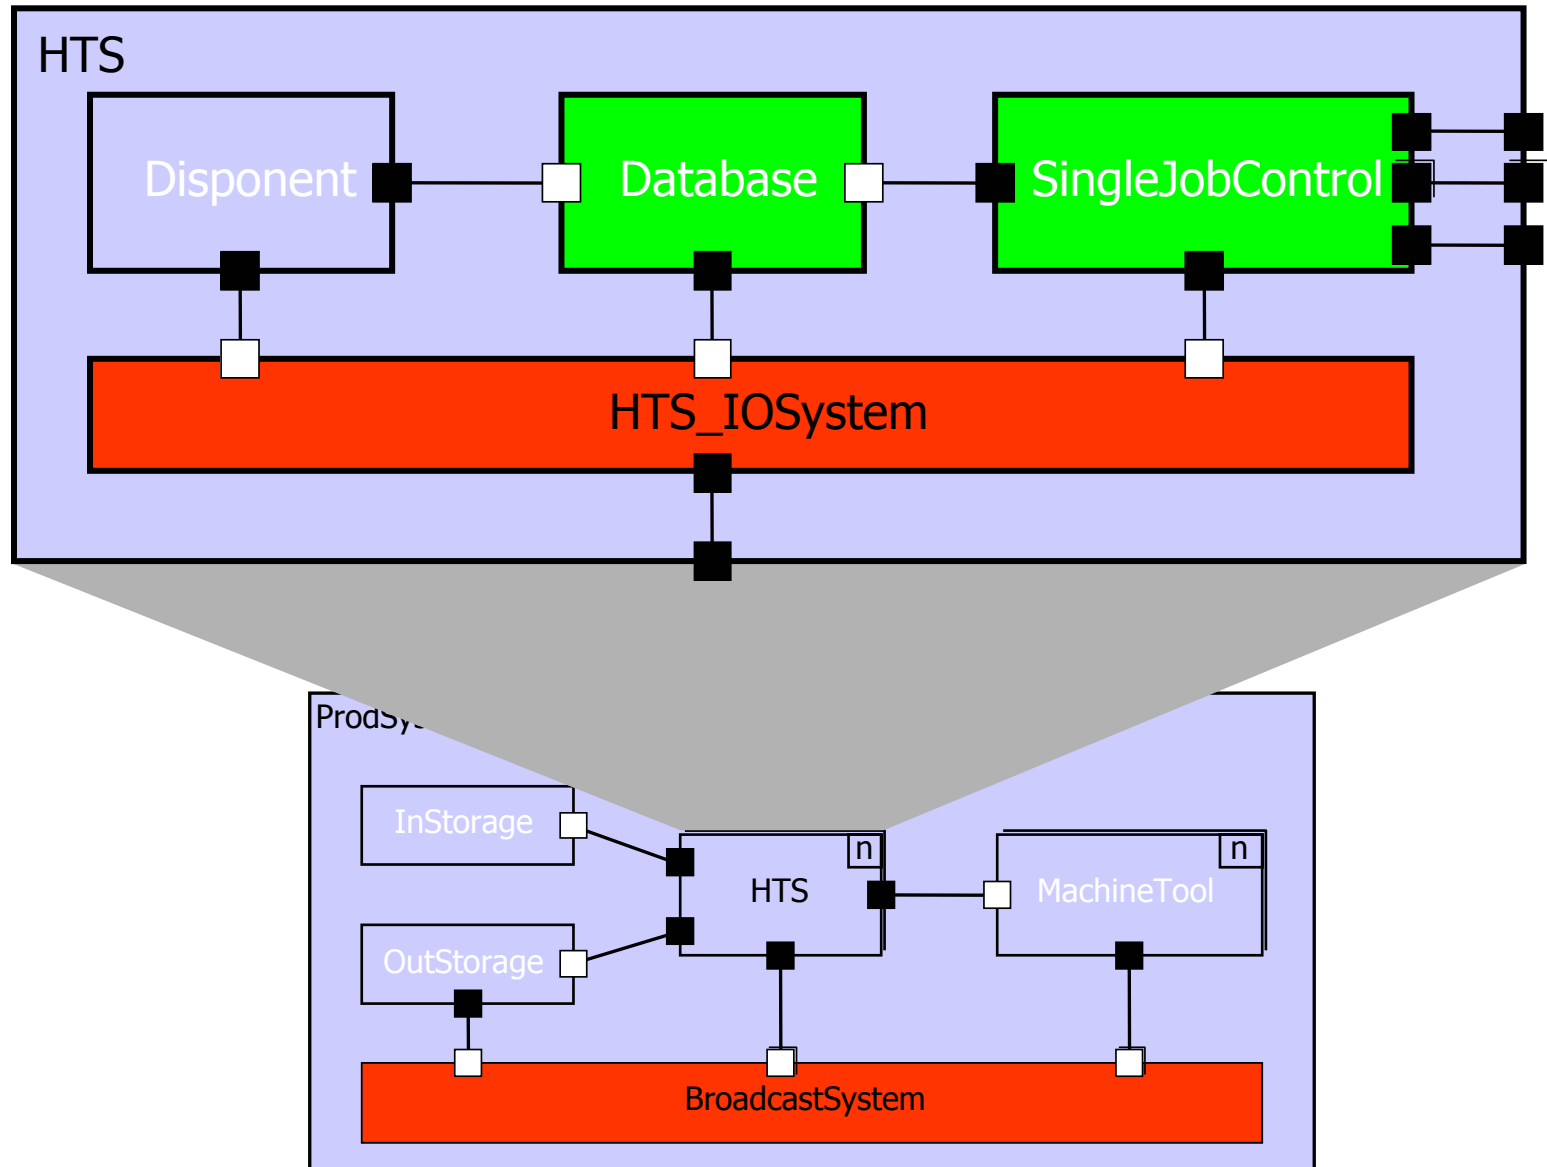 HTS
Disponent
Database
SingleJobControl
HTS_IOSystem
InStorage
n
n
HTS
MachineTool
OutStorage
BroadcastSystem